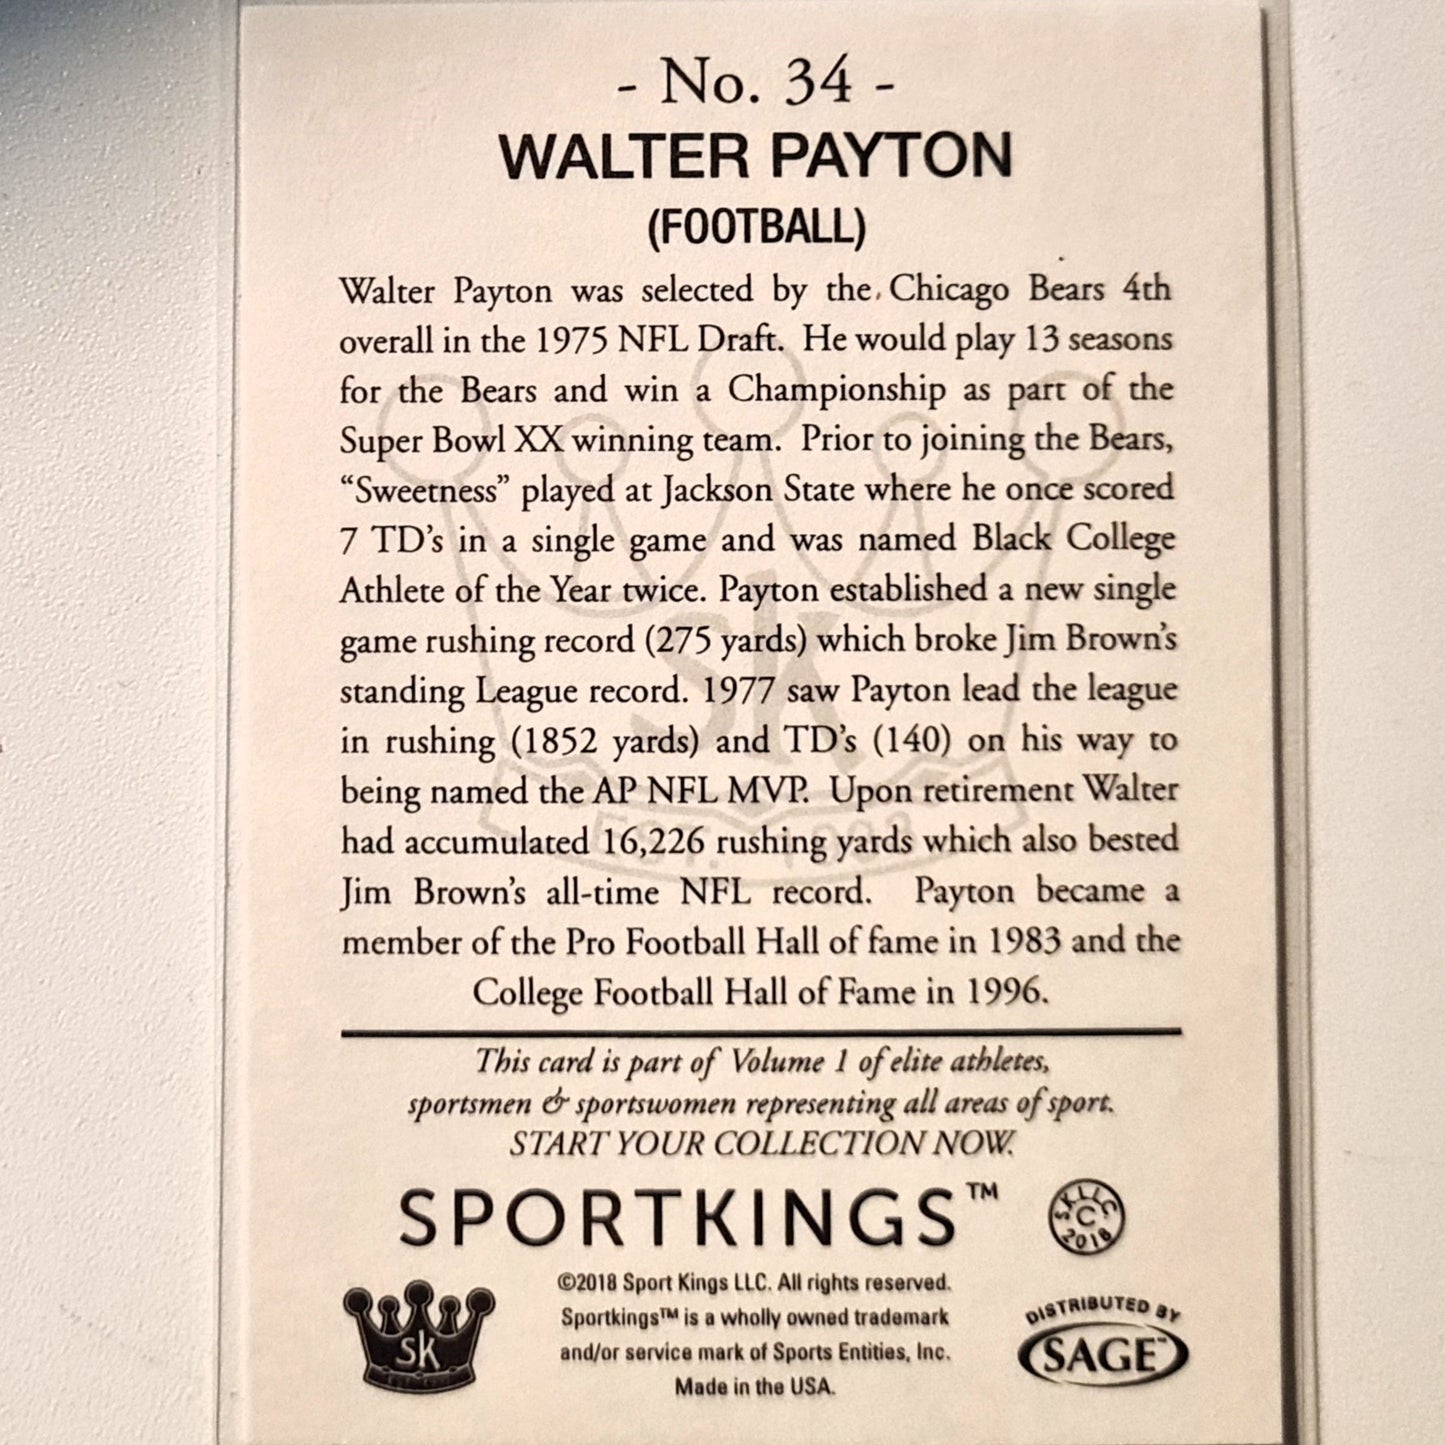 - No. 34 -
WALTER PAYTON
(FOOTBALL)
Walter Payton was selected by the Chicago Bears 4th
overall in the 1975 NFL Draft. He would play 13 seasons
for the Bears and win a Championship as part of the
Super Bowl XX winning team. Prior to joining the Bears,
“Sweetness” played at Jackson State where he once scored
7 TD’s in a single game and was named Black College
Athlete of the Year twice. Payton established a new single
game rushing record (275 yards) which broke Jim Brown’s
standing League record. 1977 saw Payton lead the league
in rushing (1852 yards) and TD’s (140) on his way to
being named the AP NFL MVP. Upon retirement Walter
had accumulated 16,226 rushing yards which also bested
Jim Brown’s all-time NFL record. Payton became a
member of the Pro Football Hall of fame in 1983 and the
College Football Hall of Fame in 1996.
This card is part of Volume 1 of elite athletes,
sportsmen & sportswomen representing all areas of sport.
START YOUR COLLECTION NOW.
SPORTKINGS™
SKLLC © 2018
©2018 Sport Kings LLC. All rights reserved.
Sportkings™ is a wholly owned trademark
and/or service mark of Sports Entities, Inc.
Made in the USA.
sk
DISTRIBUTED BY
SAGE™